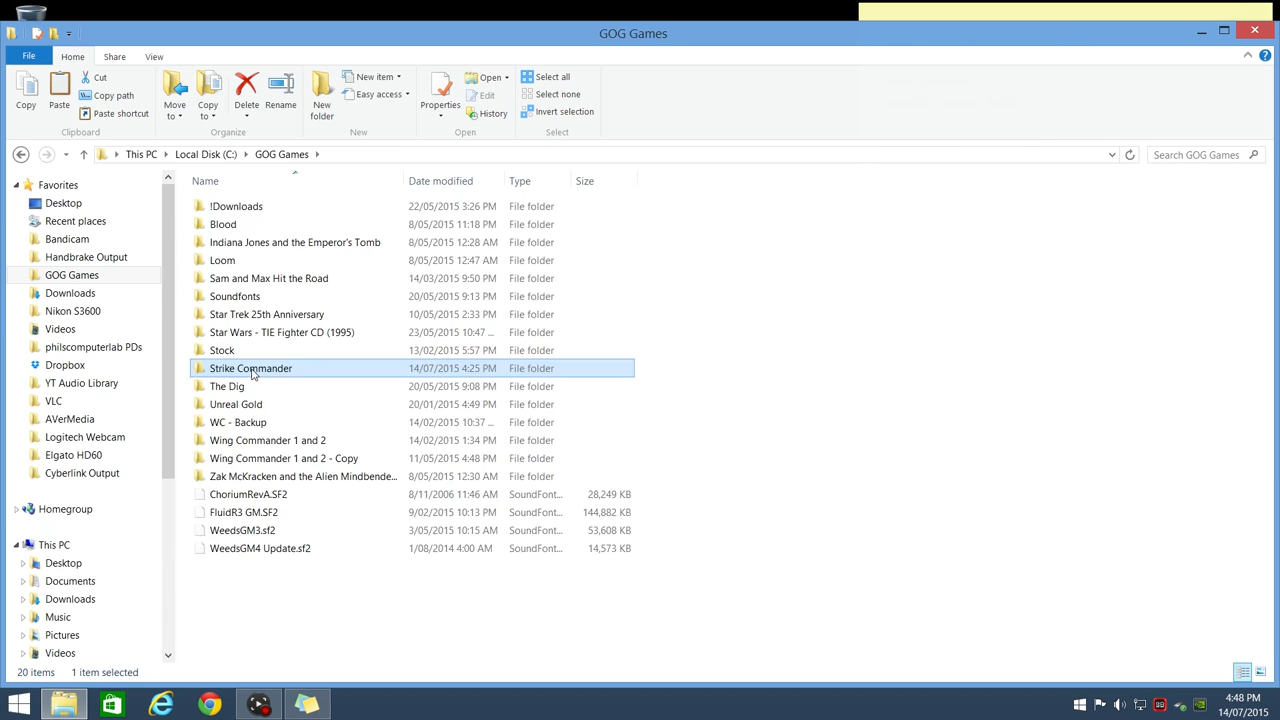 GOG Games
File
Home
Share
View
Copy
Paste
Cut
Copy path
Paste shortcut
Clipboard
Move to
Copy to
Delete
Rename
Organize
New folder
New item
Easy access
New
Properties
Open
Edit
History
Open
Select all
Select none
Invert selection
Select
This PC
Local Disk (C:)
GOG Games
Search GOG Games
Favorites
Desktop
Recent places
Bandicam
Handbrake Output
GOG Games
Downloads
Nikon S3600
Videos
philscomputerlab PDs
Dropbox
YT Audio Library
VLC
AVerMedia
Logitech Webcam
Elgato HD60
Cyberlink Output
Homegroup
This PC
Desktop
Documents
Downloads
Music
Pictures
Videos
Name Date modified Type Size
!Downloads 22/05/2015 3:26 PM File folder
Blood 8/05/2015 11:18 PM File folder
Indiana Jones and the Emperor's Tomb 8/05/2015 12:28 AM File folder
Loom 8/05/2015 12:47 AM File folder
Sam and Max Hit the Road 14/03/2015 9:50 PM File folder
Soundfonts 20/05/2015 9:13 PM File folder
Star Trek 25th Anniversary 10/05/2015 2:33 PM File folder
Star Wars - TIE Fighter CD (1995) 23/05/2015 10:47 ... File folder
Stock 13/02/2015 5:57 PM File folder
Strike Commander 14/07/2015 4:25 PM File folder
The Dig 20/05/2015 9:08 PM File folder
Unreal Gold 20/01/2015 4:49 PM File folder
WC - Backup 14/02/2015 10:37 ... File folder
Wing Commander 1 and 2 14/02/2015 1:34 PM File folder
Wing Commander 1 and 2 - Copy 11/05/2015 4:48 PM File folder
Zak McKracken and the Alien Mindbende... 8/05/2015 12:30 AM File folder
ChoriumRevA.SF2 8/11/2006 11:46 AM SoundFont... 28,249 KB
FluidR3 GM.SF2 9/02/2015 10:13 PM SoundFont... 144,882 KB
WeedsGM3.sf2 3/05/2015 10:15 AM SoundFont... 53,608 KB
WeedsGM4 Update.sf2 1/08/2014 4:00 AM SoundFont... 14,573 KB
20 items 1 item selected
4:48 PM
14/07/2015